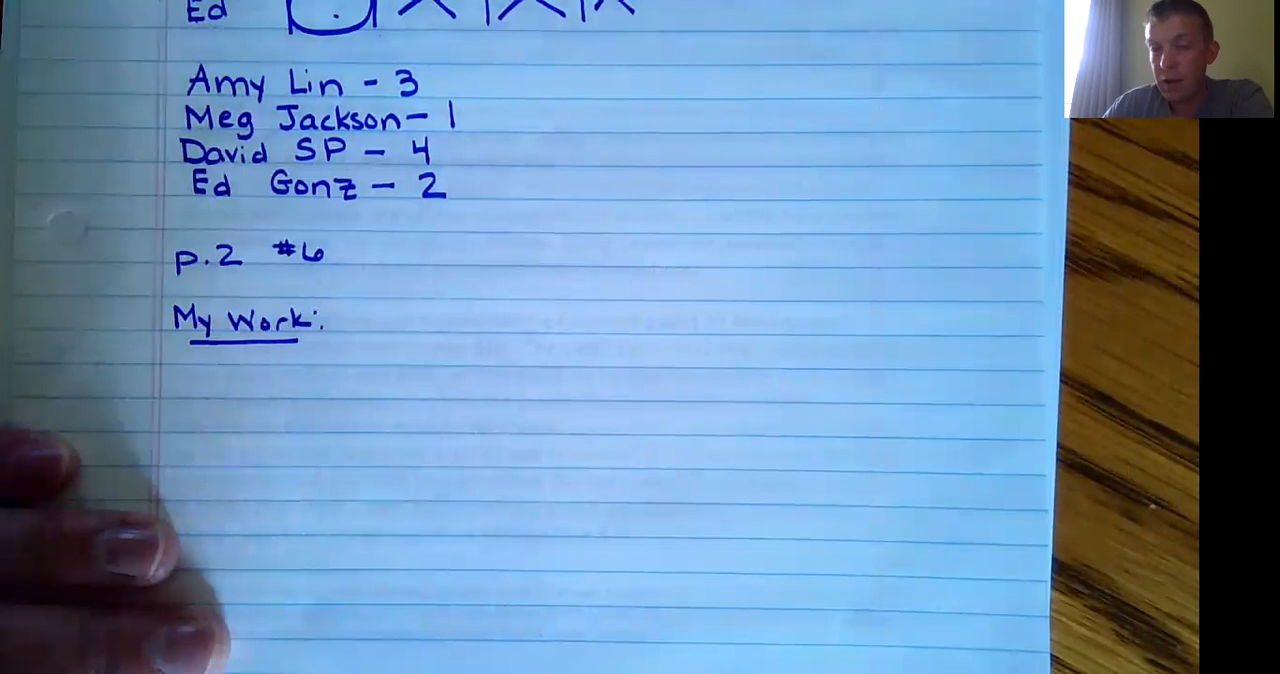 Ed
Amy Lin - 3
Meg Jackson - 1
David SP - 4
Ed Gonz - 2
p.2 #6
My Work: